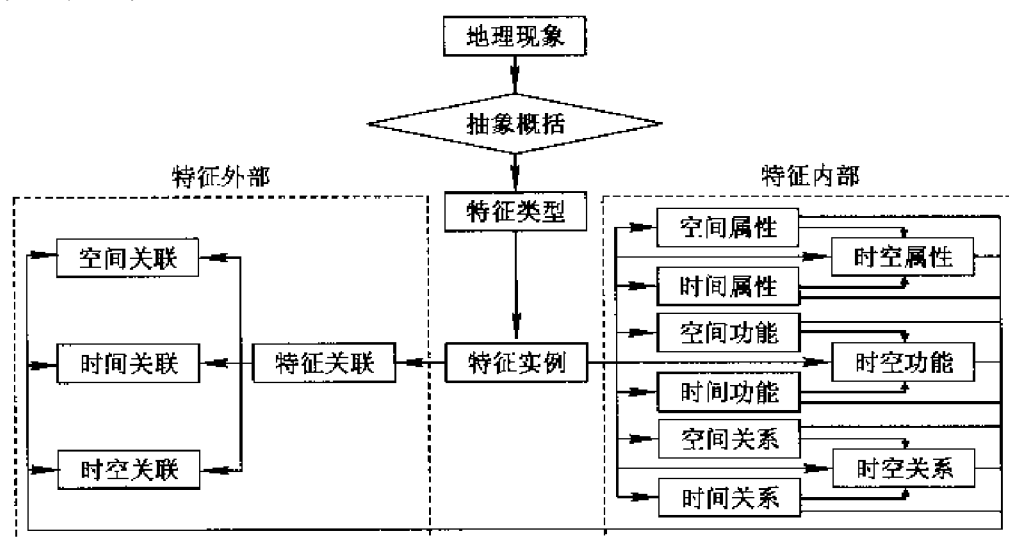 地理现象
抽象概括
特征外部
特征内部
特征类型
空间属性
时空属性
时间属性
空间关联
空间功能
时间关联
特征关联
特征实例
时空功能
时间功能
空间关系
时空关联
时空关系
时间关系